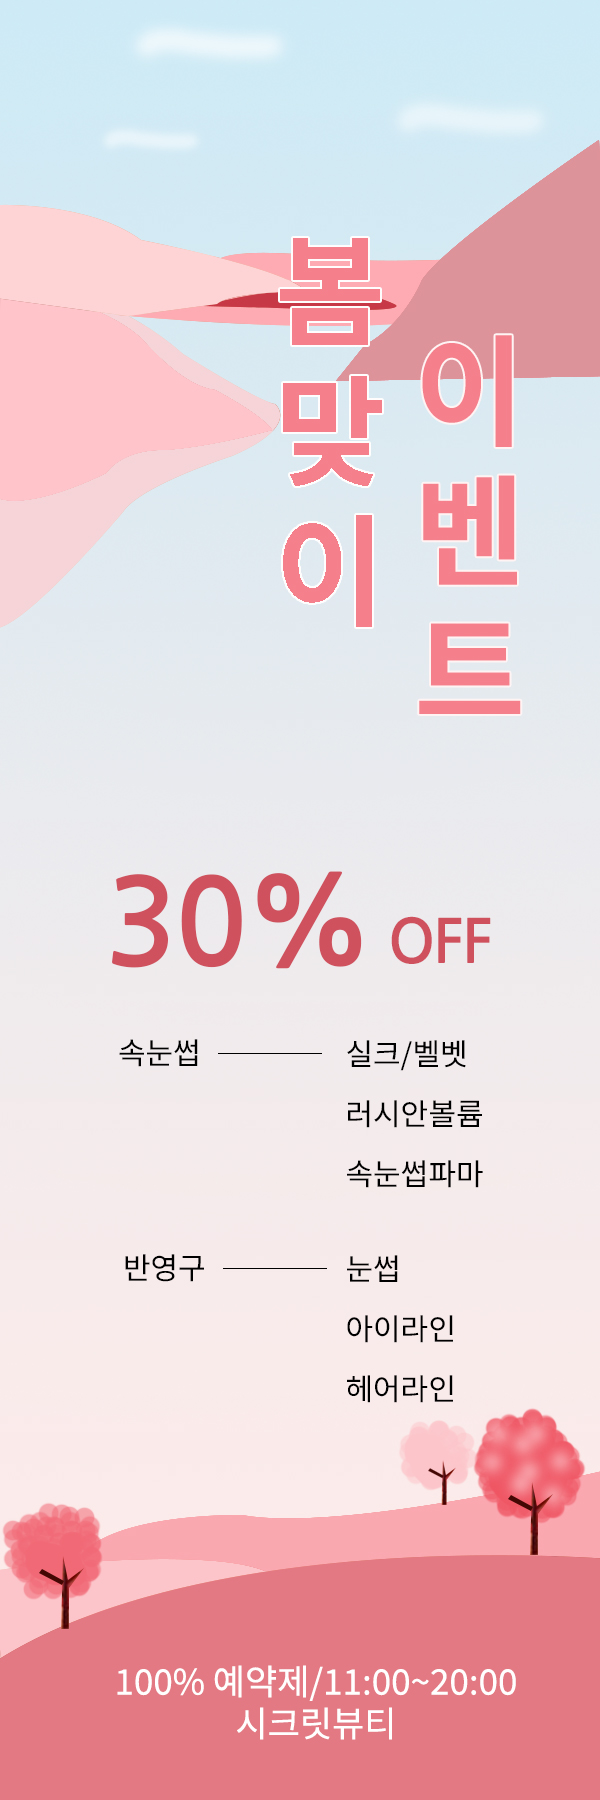 봄맞이
이벤트
30% OFF
속눈썹 실크/벨벳
러시안볼륨
속눈썹파마
반영구 눈썹
아이라인
헤어라인
100% 예약제/11:00~20:00
시크릿뷰티